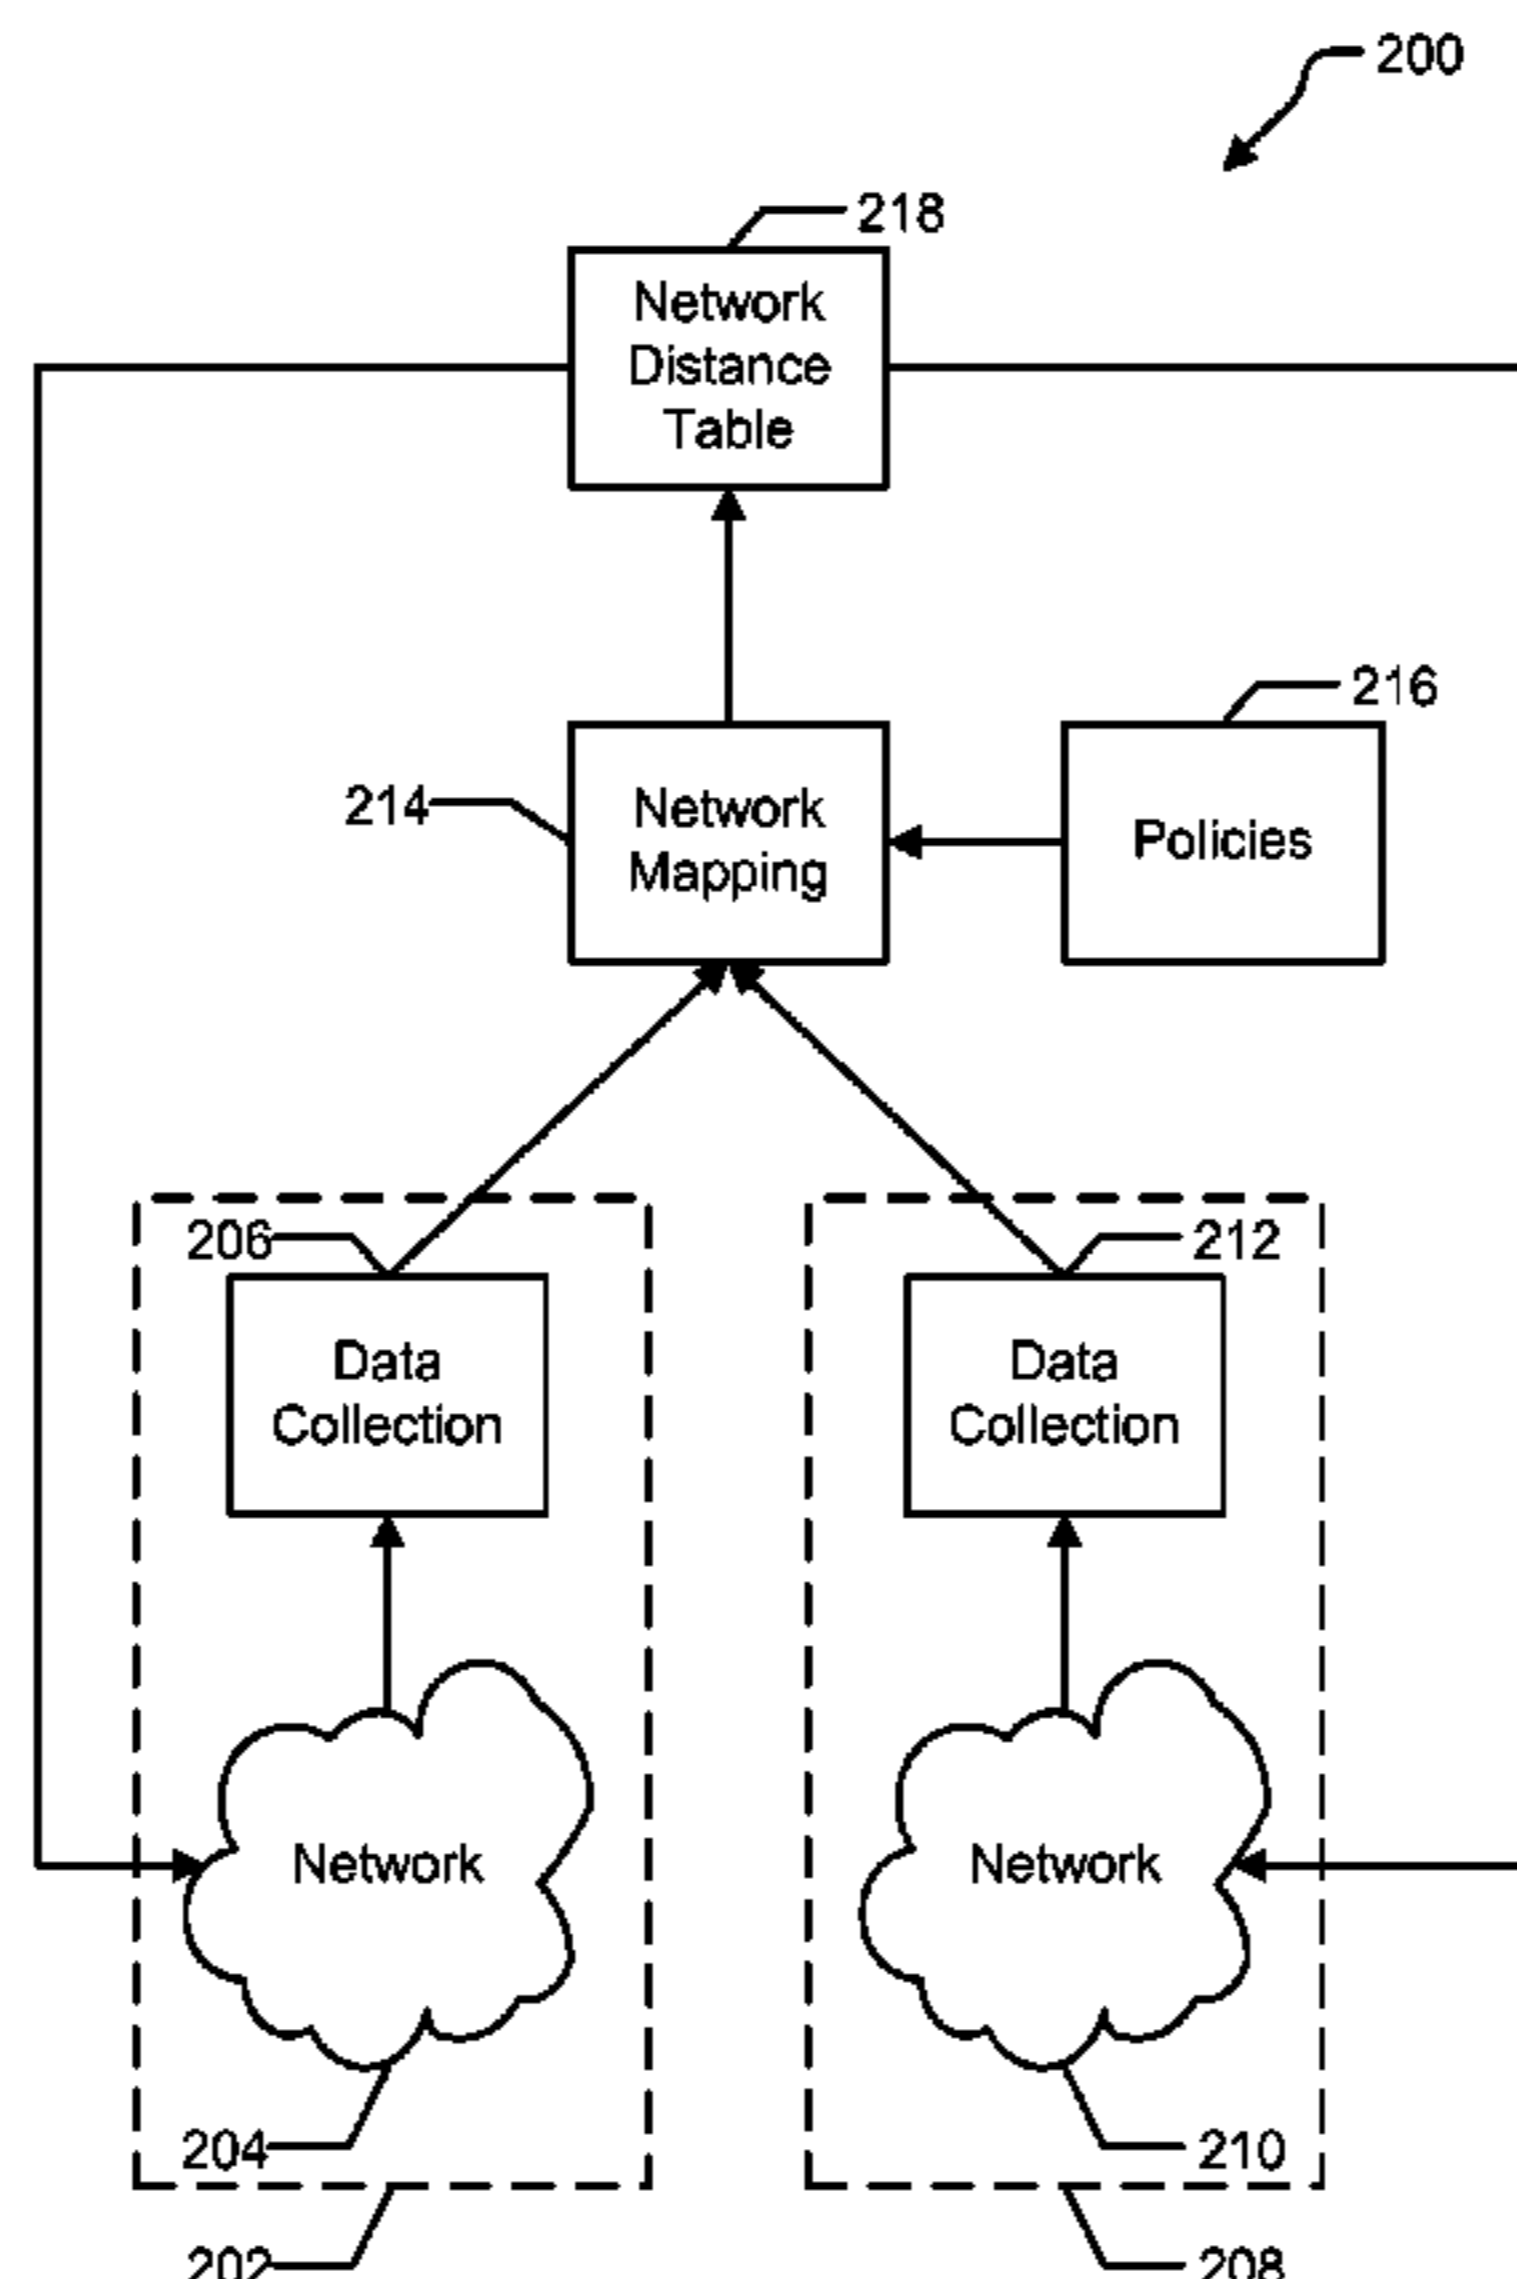 200
218
Network
Distance
Table
216
214
Network
Mapping
Policies
206
212
Data
Collection
Data
Collection
Network
Network
204
210
202
208